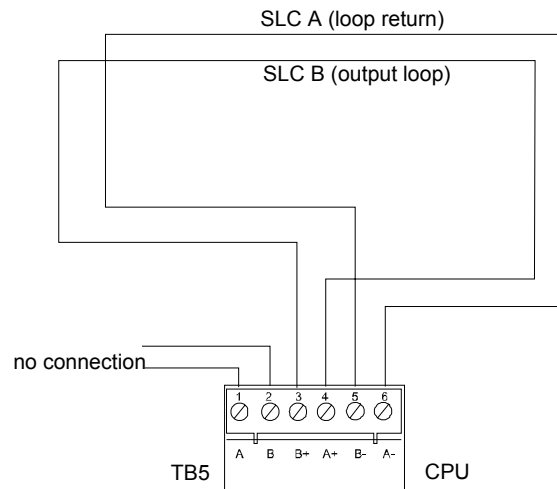 SLC A (loop return)
SLC B (output loop)
no connection
1 2 3 4 5 6
A B B+ A+ B- A-
TB5 CPU